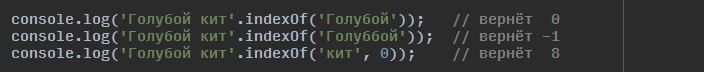 console.log('Голубой кит'.indexOf('Голубой'));   // вернёт  0
console.log('Голубой кит'.indexOf('Голуббой'));  // вернёт -1
console.log('Голубой кит'.indexOf('кит', 0));    // вернёт  8